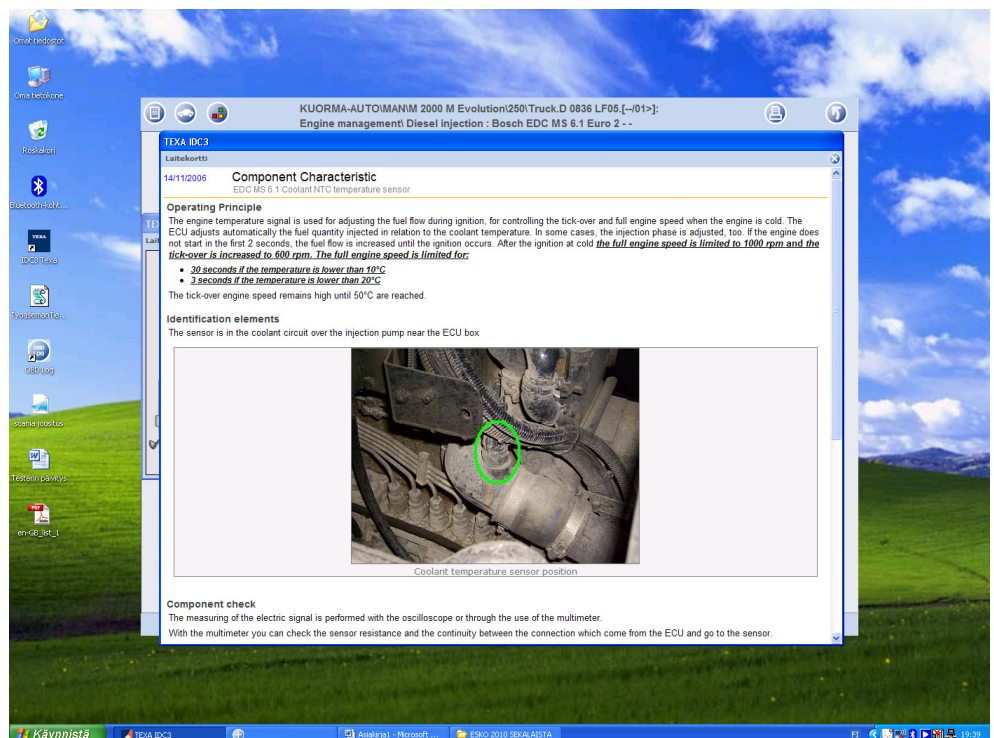 Omat tiedostot
Oma tietokone
Roskakori
Bluetooth-koht...
TEXA
IDC3 Texa
TyoasemanTie...
OBD Log
scania jousitus
Testerin päivitys
PDF
en-GB_list_1
KUORMA-AUTO\MAN\M 2000 M Evolution\250\Truck.D 0836 LF05.[--/01>]:
Engine management\ Diesel injection : Bosch EDC MS 6.1 Euro 2 - -
TEXA IDC3
Laitekortti
14/11/2006
Component Characteristic
EDC MS 6.1 Coolant NTC temperature sensor
Operating Principle
The engine temperature signal is used for adjusting the fuel flow during ignition, for controlling the tick-over and full engine speed when the engine is cold. The
ECU adjusts automatically the fuel quantity injected in relation to the coolant temperature. In some cases, the injection phase is adjusted, too. If the engine does
not start in the first 2 seconds, the fuel flow is increased until the ignition occurs. After the ignition at cold the full engine speed is limited to 1000 rpm and the
tick-over is increased to 600 rpm. The full engine speed is limited for:
30 seconds if the temperature is lower than 10°C
3 seconds if the temperature is lower than 20°C
The tick-over engine speed remains high until 50°C are reached.
Identification elements
The sensor is in the coolant circuit over the injection pump near the ECU box
Coolant temperature sensor position
Component check
The measuring of the electric signal is performed with the oscilloscope or through the use of the multimeter.
With the multimeter you can check the sensor resistance and the continuity between the connection which come from the ECU and go to the sensor.
Käynnistä
TEXA IDC3
Asiakirja1 - Microsoft ...
ESKO 2010 SEKALAISTA
FI
19:39